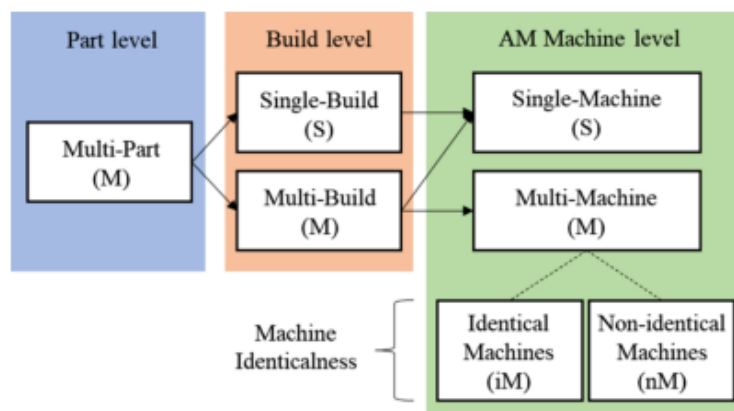 Part level
Build level
AM Machine level
Multi-Part
(M)
Single-Build
(S)
Multi-Build
(M)
Single-Machine
(S)
Multi-Machine
(M)
Machine
Identicalness
Identical
Machines
(iM)
Non-identical
Machines
(nM)